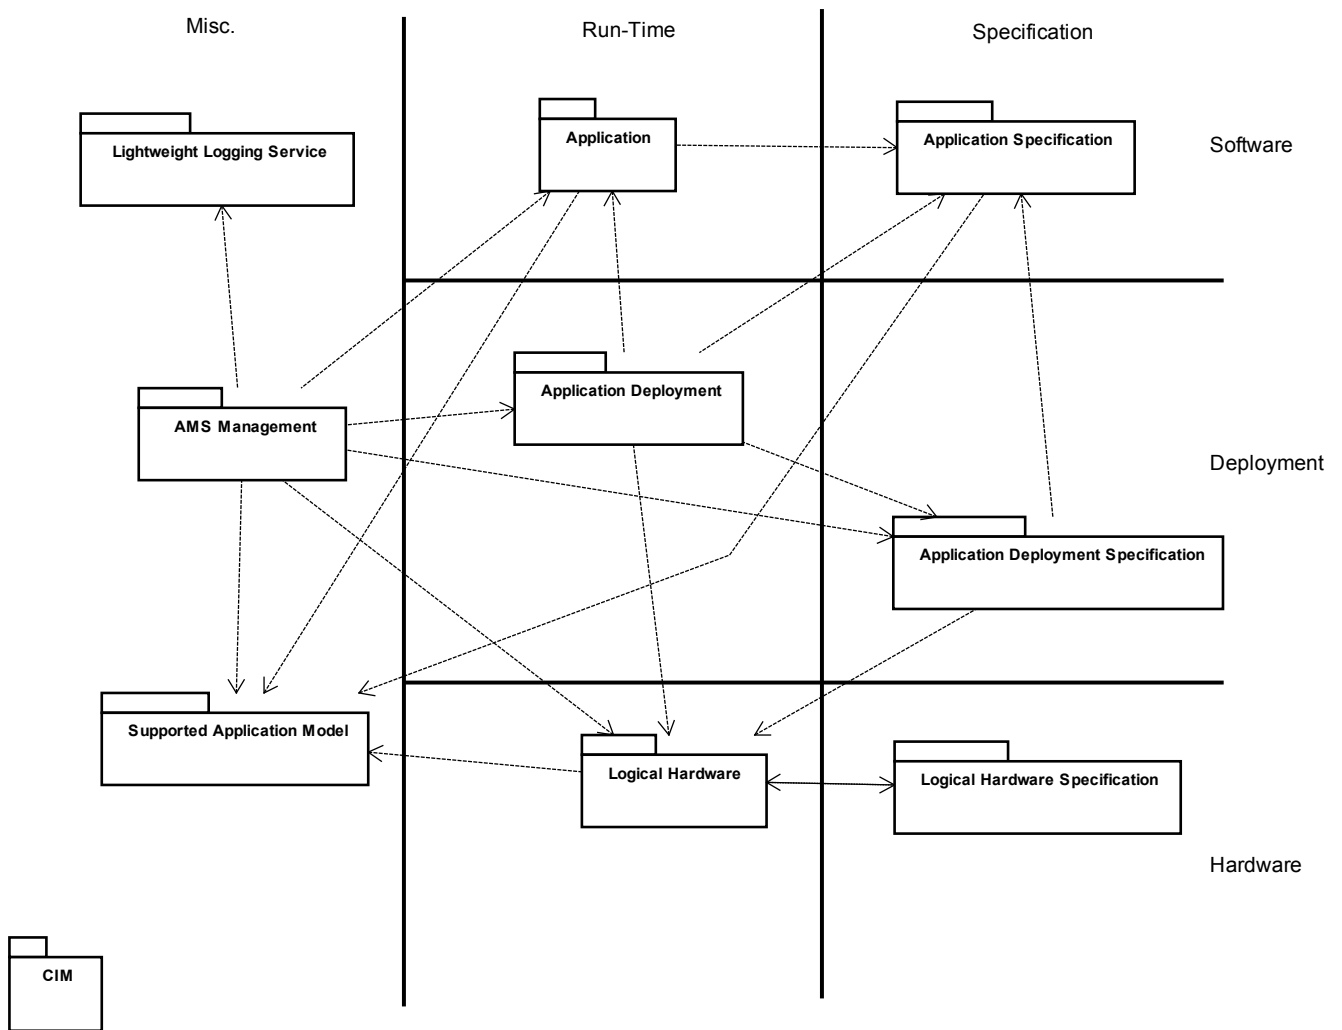 Misc.
Run-Time
Specification
Lightweight Logging Service
Application
Application Specification
Software
AMS Management
Application Deployment
Deployment
Application Deployment Specification
Supported Application Model
Logical Hardware
Logical Hardware Specification
Hardware
CIM